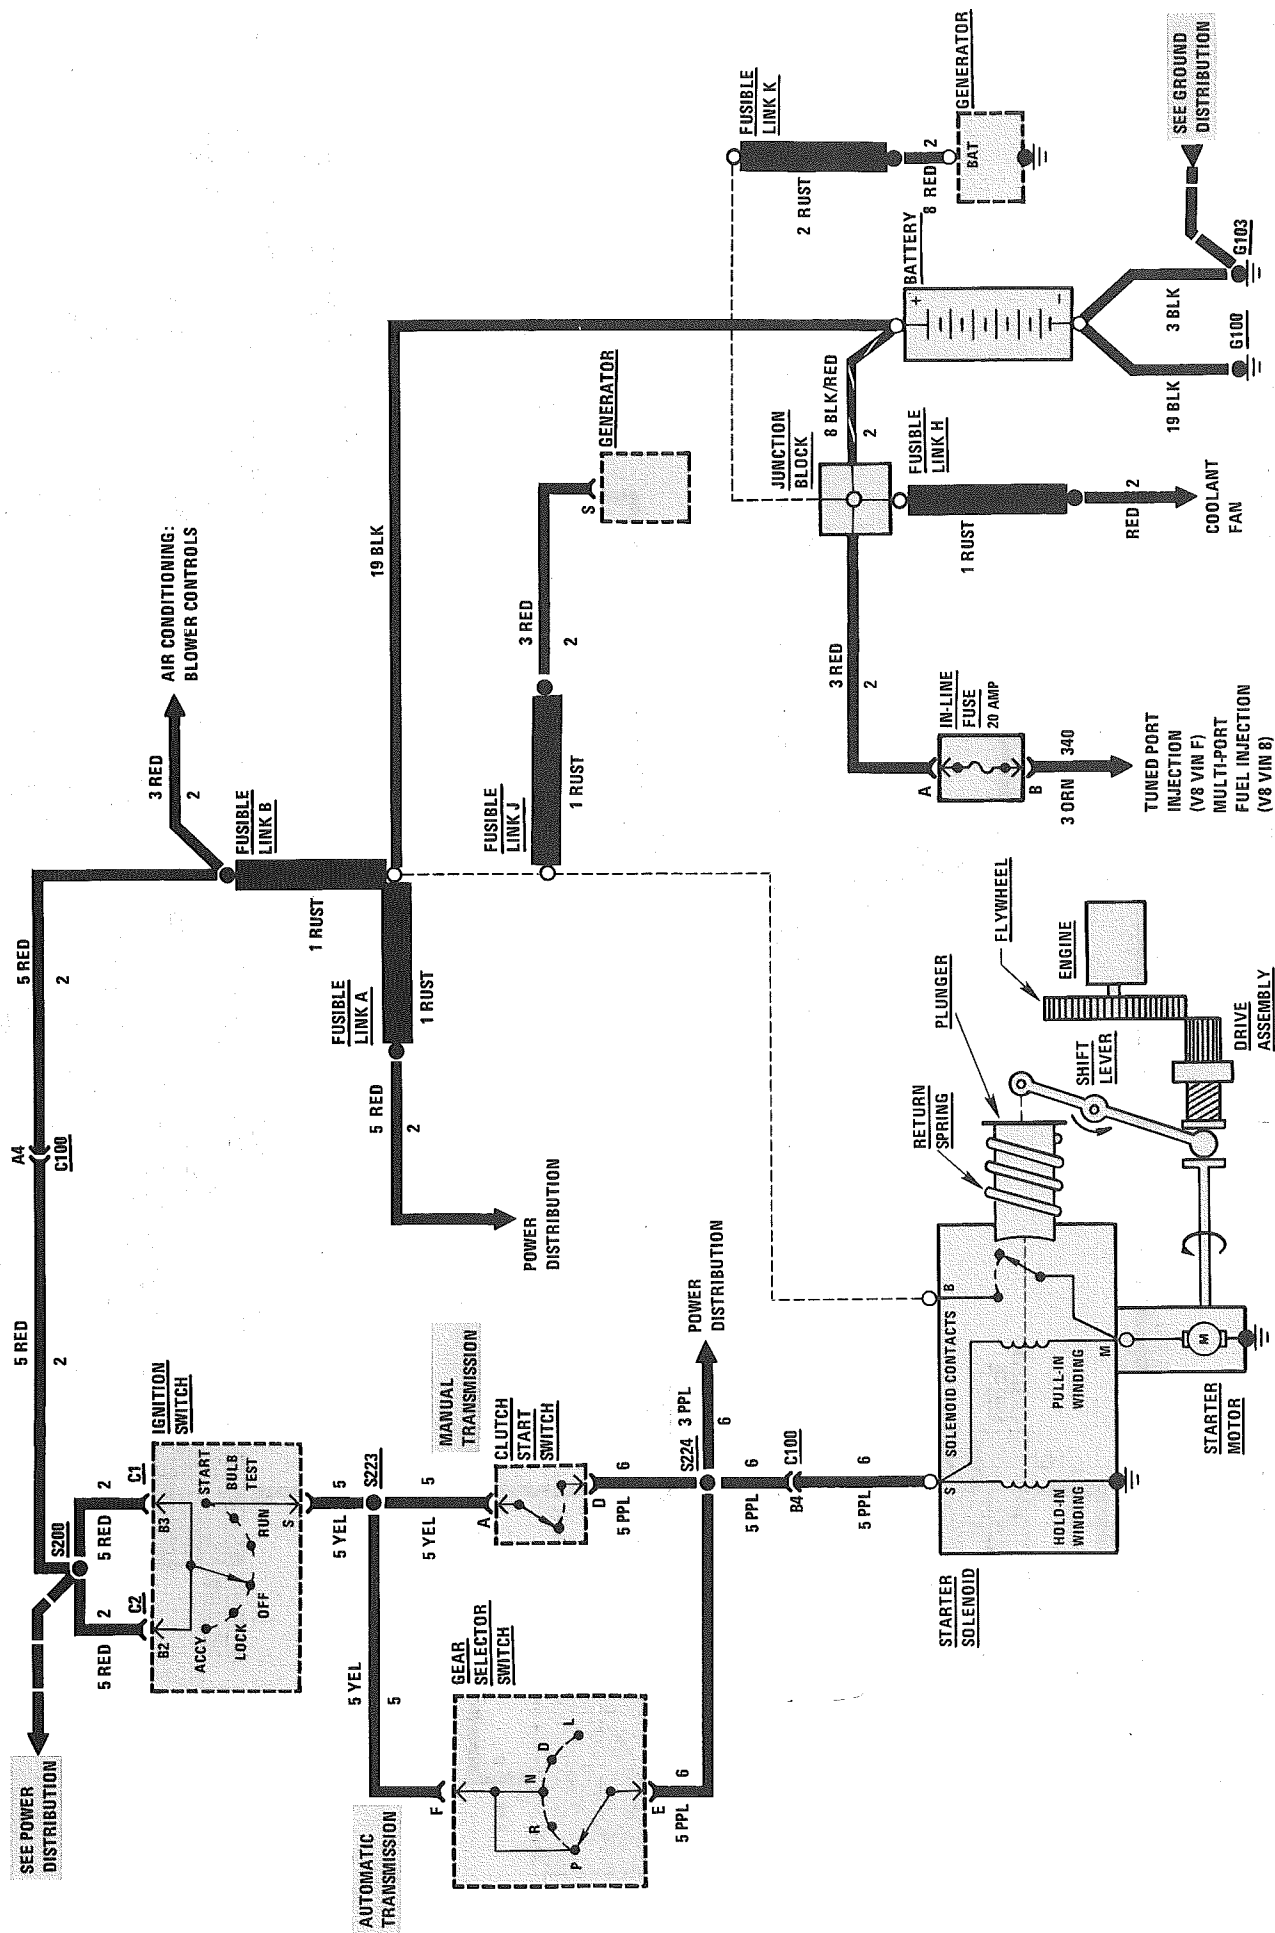 SEE POWER
DISTRIBUTION
S200
5 RED
2
5 RED
2
C2
C1
B2
B3
IGNITION
SWITCH
ACCY
LOCK
OFF
RUN
BULB
TEST
START
S
5 RED
2
A4
C100
5 RED
2
3 RED
2
AIR CONDITIONING:
BLOWER CONTROLS
FUSIBLE
LINK B
1 RUST
FUSIBLE
LINK A
1 RUST
5 RED
2
POWER
DISTRIBUTION
19 BLK
5 YEL
5
S223
5 YEL
5
5 YEL
5
AUTOMATIC
TRANSMISSION
GEAR
SELECTOR
SWITCH
F
P
R
N
D
L
E
5 PPL
6
MANUAL
TRANSMISSION
CLUTCH
START
SWITCH
A
D
5 PPL
6
S224
3 PPL
6
POWER
DISTRIBUTION
5 PPL
6
B4
C100
5 PPL
6
FUSIBLE
LINK J
1 RUST
3 RED
2
S
GENERATOR
STARTER
SOLENOID
S
SOLENOID CONTACTS
B
HOLD-IN
WINDING
PULL-IN
WINDING
M
M
STARTER
MOTOR
RETURN
SPRING
PLUNGER
SHIFT
LEVER
FLYWHEEL
ENGINE
DRIVE
ASSEMBLY
JUNCTION
BLOCK
8 BLK/RED
2
3 RED
2
IN-LINE
FUSE
20 AMP
A
B
3 ORN
340
TUNED PORT
INJECTION
(V8 VIN F)
MULTI-PORT
FUEL INJECTION
(V8 VIN 8)
FUSIBLE
LINK H
1 RUST
RED
2
COOLANT
FAN
BATTERY
+
−
19 BLK
G100
3 BLK
G103
SEE GROUND
DISTRIBUTION
FUSIBLE
LINK K
2 RUST
8 RED
2
BAT
GENERATOR